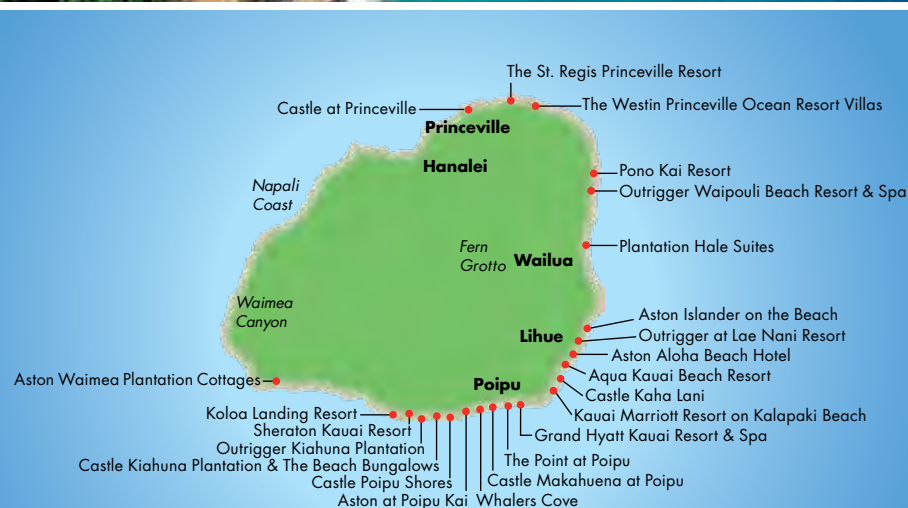 The St. Regis Princeville Resort
Castle at Princeville
The Westin Princeville Ocean Resort Villas
Princeville
Hanalei
Pono Kai Resort
Napali
Coast
Outrigger Waipouli Beach Resort & Spa
Fern
Grotto
Wailua
Plantation Hale Suites
Waimea
Canyon
Aston Islander on the Beach
Lihue
Outrigger at Lae Nani Resort
Aston Aloha Beach Hotel
Aqua Kauai Beach Resort
Aston Waimea Plantation Cottages
Poipu
Castle Kaha Lani
Koloa Landing Resort
Kauai Marriott Resort on Kalapaki Beach
Sheraton Kauai Resort
Grand Hyatt Kauai Resort & Spa
Outrigger Kiahuna Plantation
The Point at Poipu
Castle Kiahuna Plantation & The Beach Bungalows
Castle Poipu Shores
Castle Makahuena at Poipu
Aston at Poipu Kai
Whalers Cove